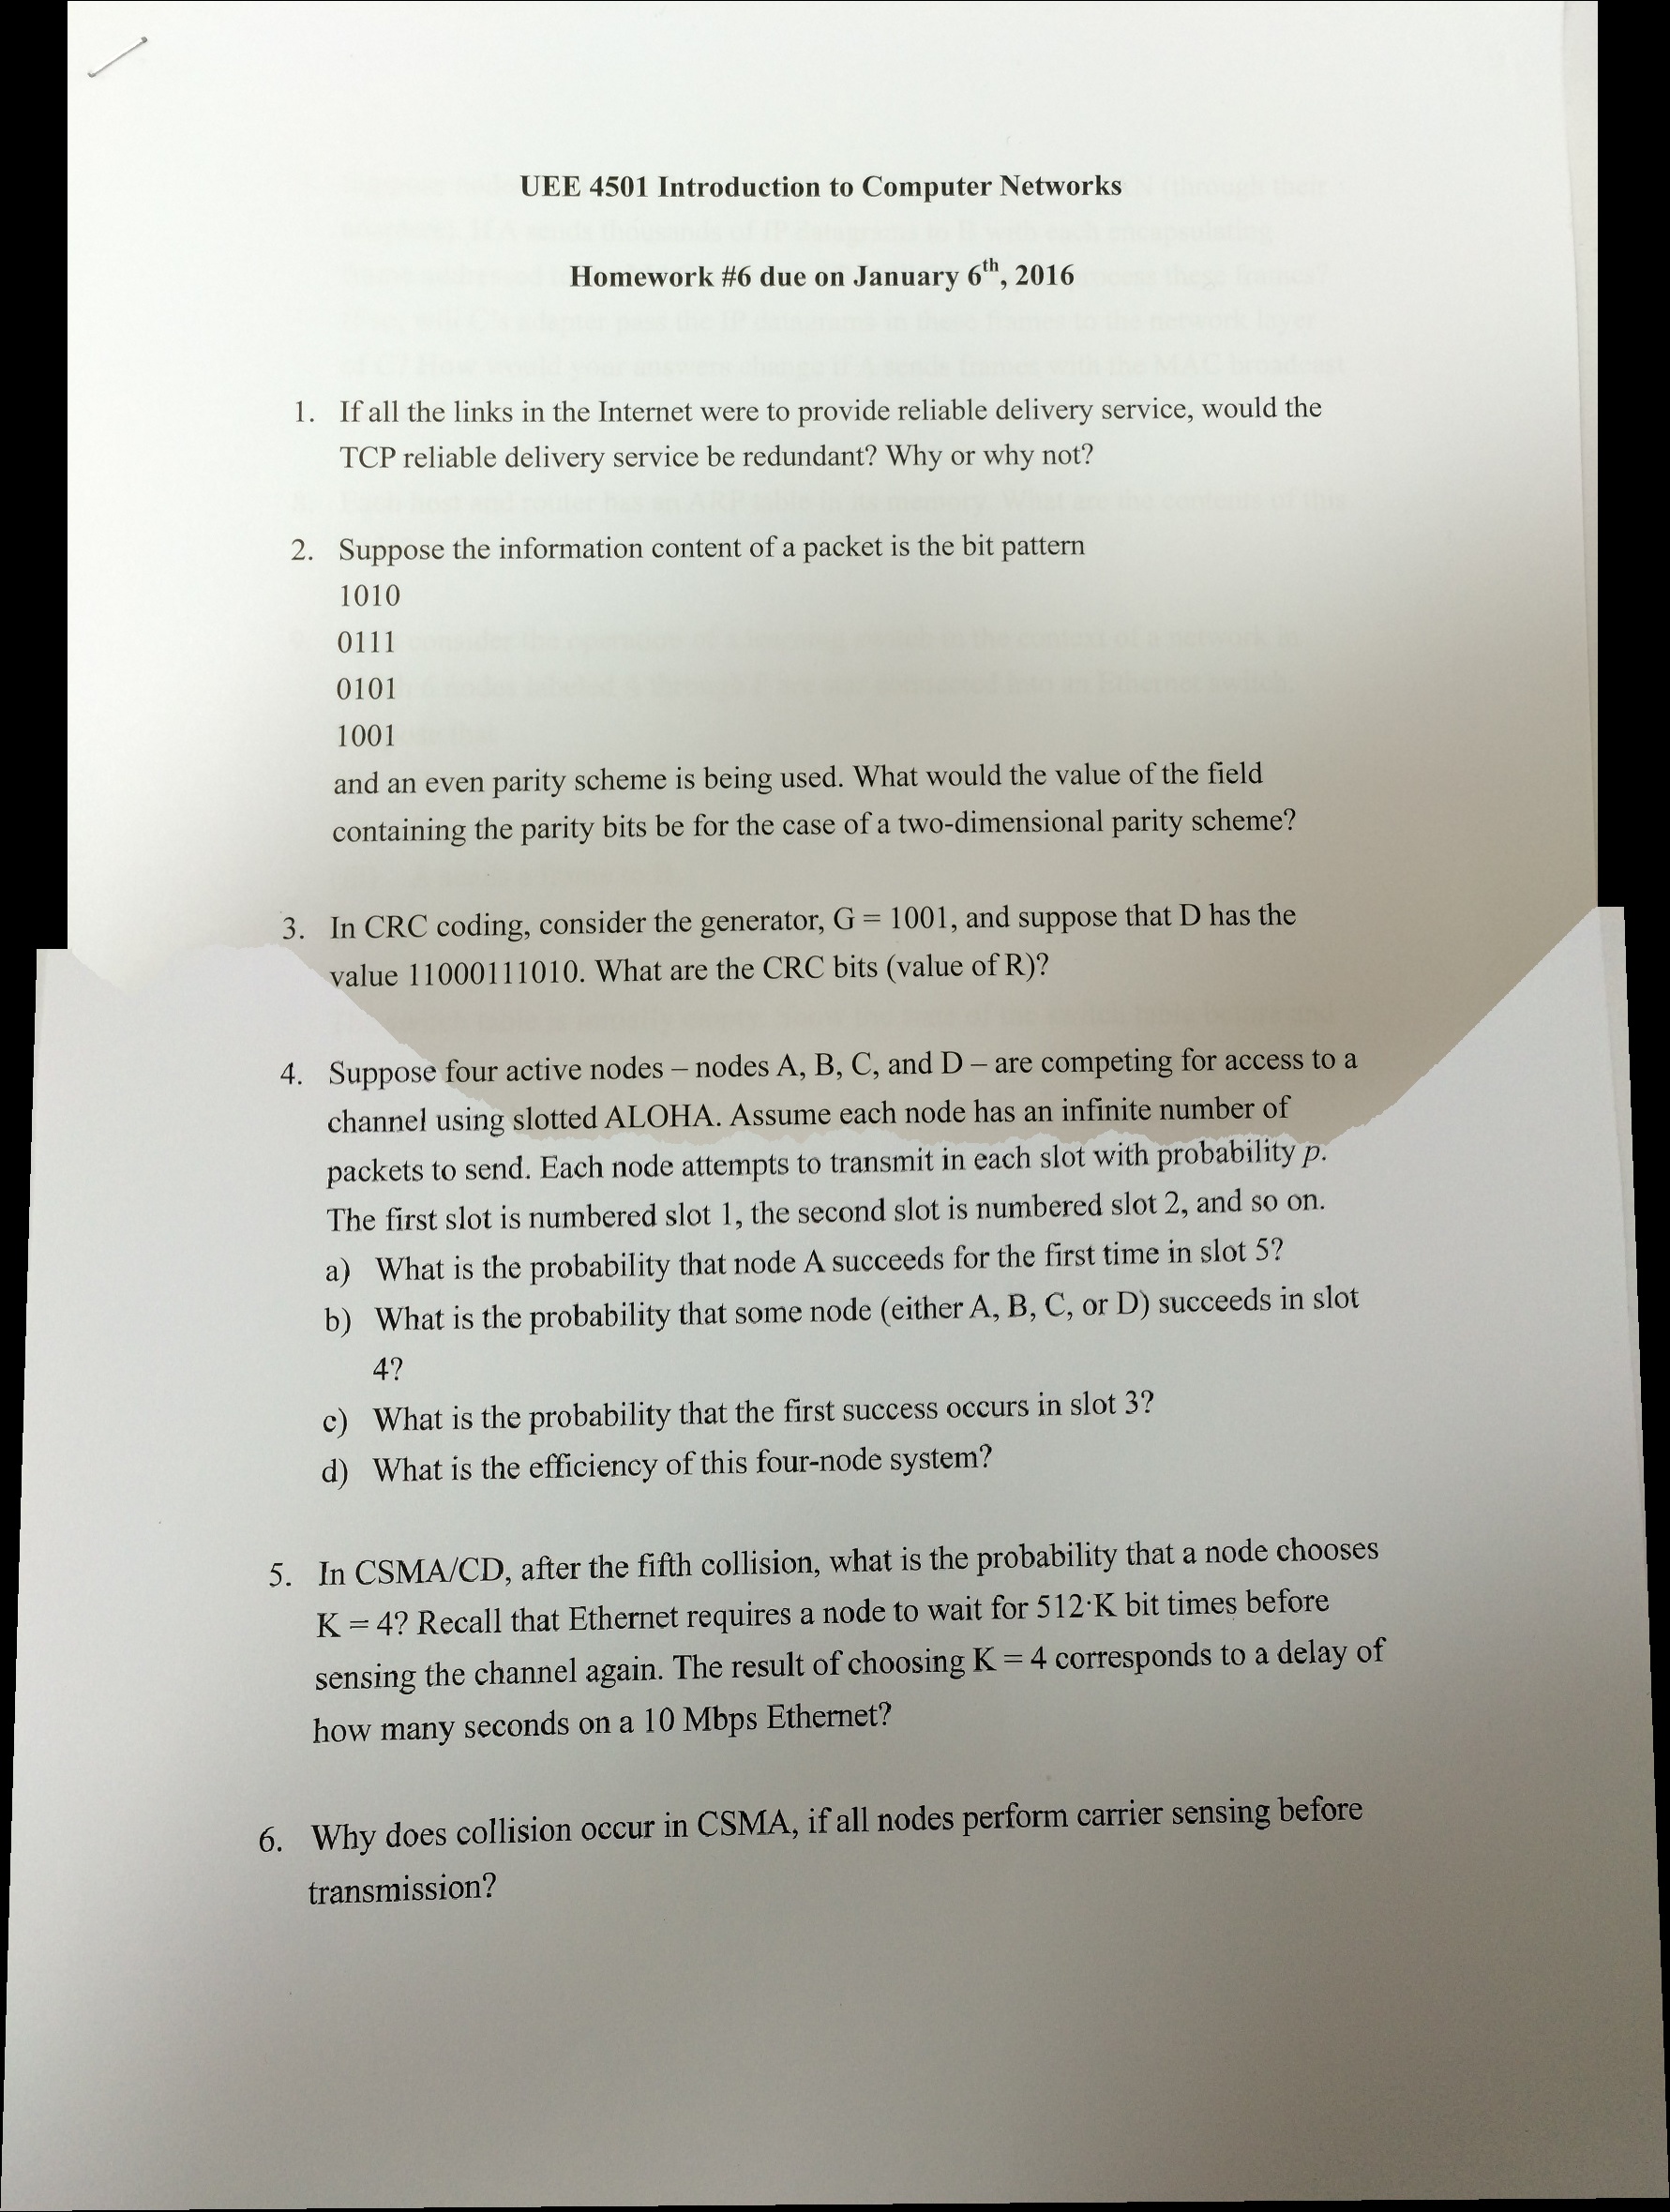 UEE 4501 Introduction to Computer Networks
Homework #6 due on January 6th, 2016
1. If all the links in the Internet were to provide reliable delivery service, would the
TCP reliable delivery service be redundant? Why or why not?
2. Suppose the information content of a packet is the bit pattern
1010
0111
0101
1001
and an even parity scheme is being used. What would the value of the field
containing the parity bits be for the case of a two-dimensional parity scheme?
3. In CRC coding, consider the generator, G = 1001, and suppose that D has the
value 11000111010. What are the CRC bits (value of R)?
4. Suppose four active nodes – nodes A, B, C, and D – are competing for access to a
channel using slotted ALOHA. Assume each node has an infinite number of
packets to send. Each node attempts to transmit in each slot with probability p.
The first slot is numbered slot 1, the second slot is numbered slot 2, and so on.
a) What is the probability that node A succeeds for the first time in slot 5?
b) What is the probability that some node (either A, B, C, or D) succeeds in slot
4?
c) What is the probability that the first success occurs in slot 3?
d) What is the efficiency of this four-node system?
5. In CSMA/CD, after the fifth collision, what is the probability that a node chooses
K = 4? Recall that Ethernet requires a node to wait for 512·K bit times before
sensing the channel again. The result of choosing K = 4 corresponds to a delay of
how many seconds on a 10 Mbps Ethernet?
6. Why does collision occur in CSMA, if all nodes perform carrier sensing before
transmission?